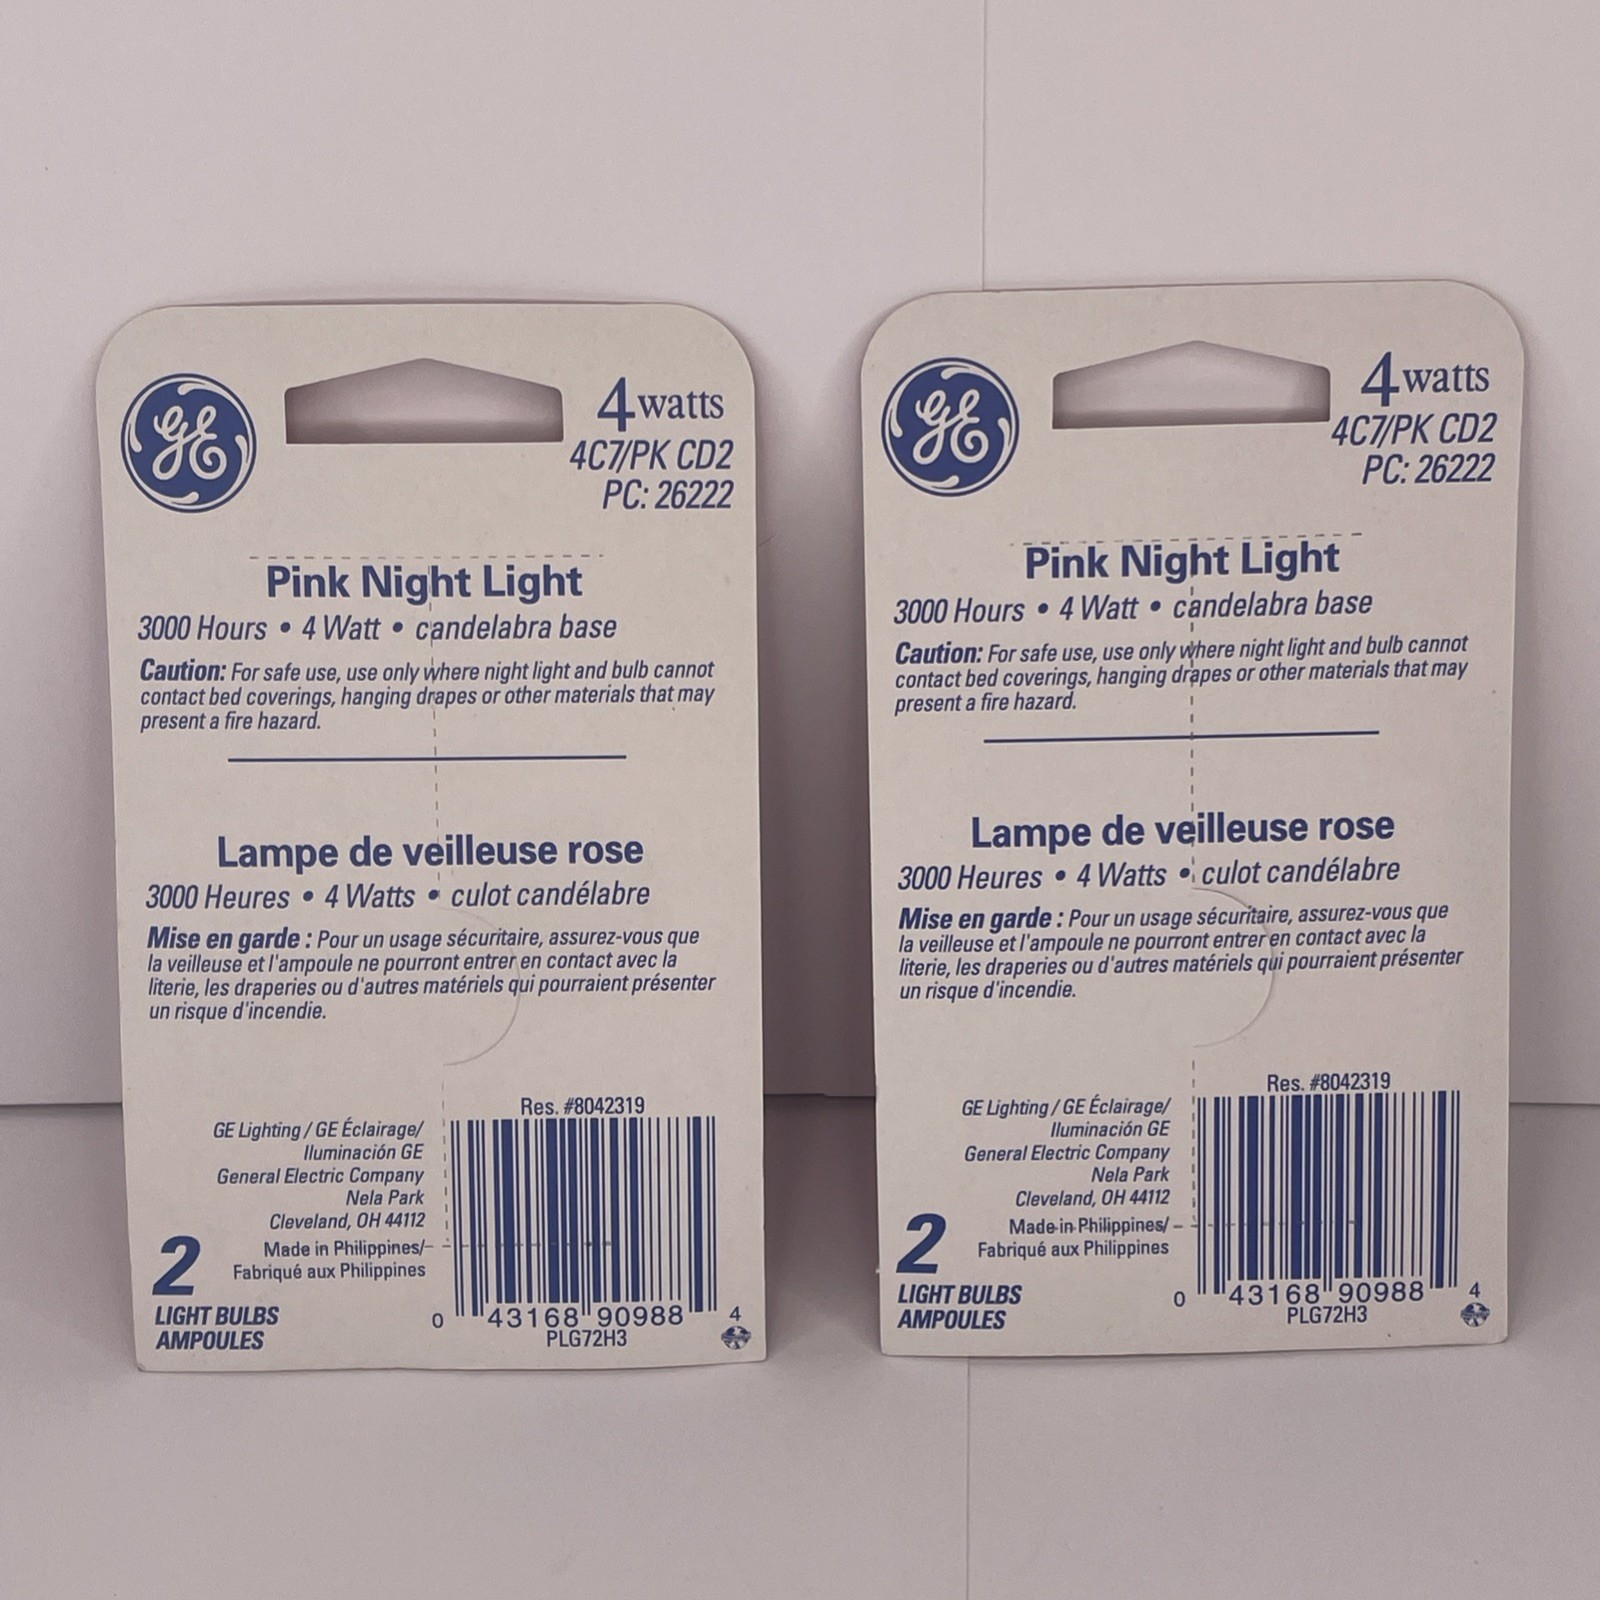 GE
4 watts
4C7/PK CD2
PC: 26222
Pink Night Light
3000 Hours • 4 Watt • candelabra base
Caution: For safe use, use only where night light and bulb cannot
contact bed coverings, hanging drapes or other materials that may
present a fire hazard.
Lampe de veilleuse rose
3000 Heures • 4 Watts • culot candélabre
Mise en garde : Pour un usage sécuritaire, assurez-vous que
la veilleuse et l'ampoule ne pourront entrer en contact avec la
literie, les draperies ou d'autres matériels qui pourraient présenter
un risque d'incendie.
GE Lighting / GE Éclairage/
Iluminación GE
General Electric Company
Nela Park
Cleveland, OH 44112
Made in Philippines/
Fabriqué aux Philippines
2
LIGHT BULBS
AMPOULES
Res. #8042319
0 43168 90988 4
PLG72H3
GE
4 watts
4C7/PK CD2
PC: 26222
Pink Night Light
3000 Hours • 4 Watt • candelabra base
Caution: For safe use, use only where night light and bulb cannot
contact bed coverings, hanging drapes or other materials that may
present a fire hazard.
Lampe de veilleuse rose
3000 Heures • 4 Watts • culot candélabre
Mise en garde : Pour un usage sécuritaire, assurez-vous que
la veilleuse et l'ampoule ne pourront entrer en contact avec la
literie, les draperies ou d'autres matériels qui pourraient présenter
un risque d'incendie.
GE Lighting / GE Éclairage/
Iluminación GE
General Electric Company
Nela Park
Cleveland, OH 44112
Made in Philippines/
Fabriqué aux Philippines
2
LIGHT BULBS
AMPOULES
Res. #8042319
0 43168 90988 4
PLG72H3